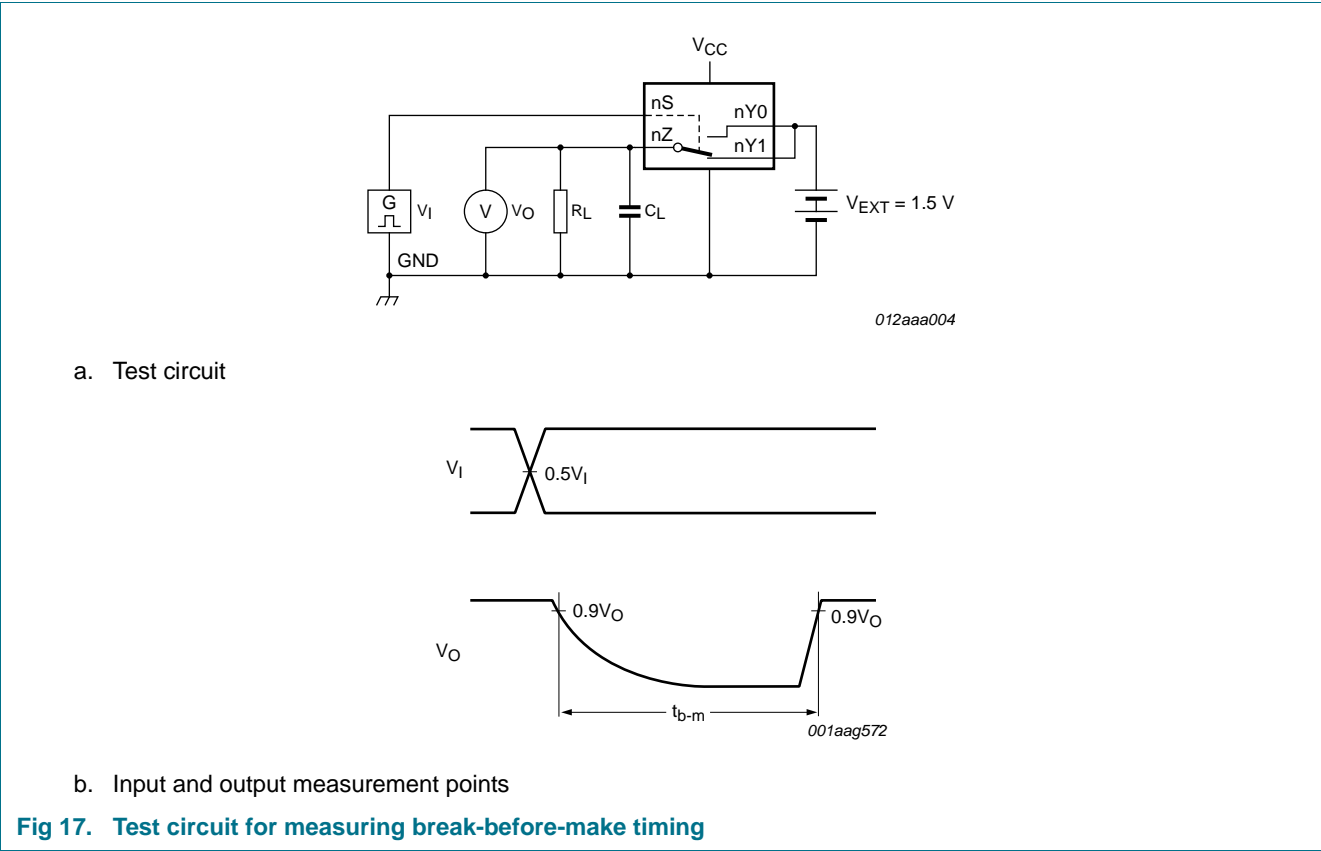 VCC
nS
nY0
nZ
nY1
G
VI
V
VO
RL
CL
VEXT = 1.5 V
GND
012aaa004
a. Test circuit
VI
0.5VI
0.9VO
0.9VO
VO
tb-m
001aag572
b. Input and output measurement points
Fig 17. Test circuit for measuring break-before-make timing